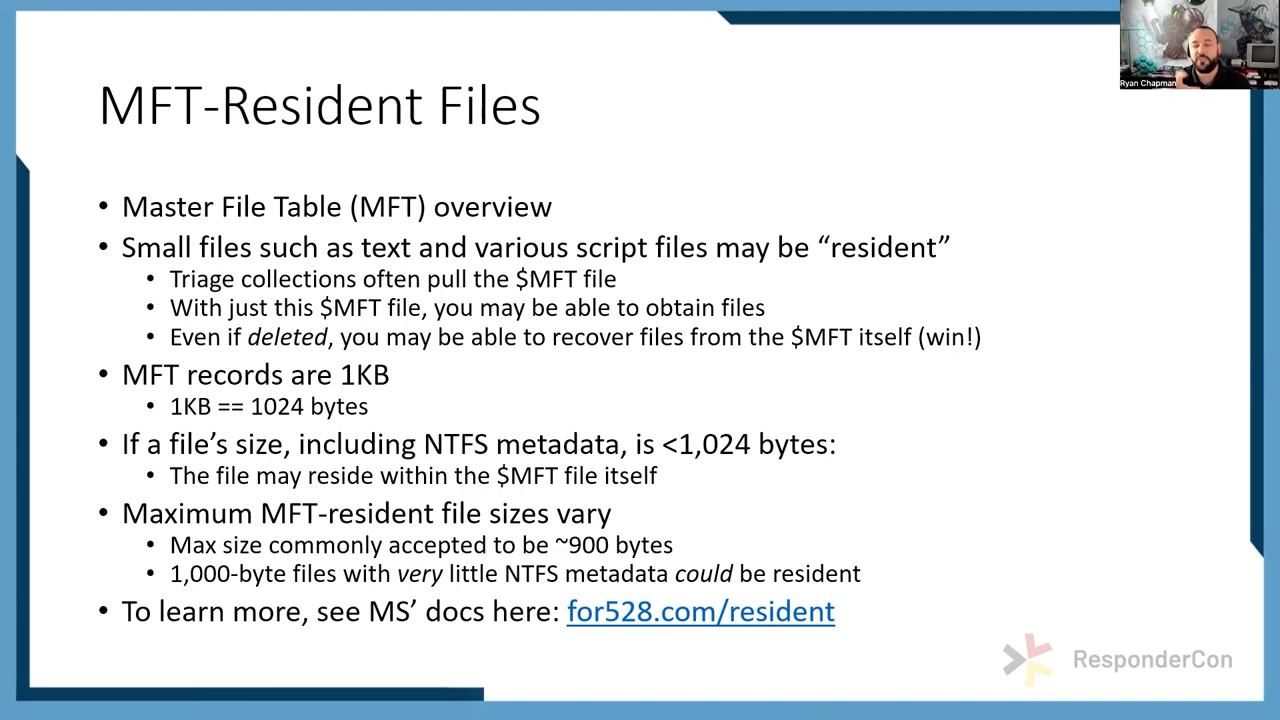 Ryan Chapman
MFT-Resident Files
• Master File Table (MFT) overview
• Small files such as text and various script files may be “resident”
• Triage collections often pull the $MFT file
• With just this $MFT file, you may be able to obtain files
• Even if deleted, you may be able to recover files from the $MFT itself (win!)
• MFT records are 1KB
• 1KB == 1024 bytes
• If a file’s size, including NTFS metadata, is <1,024 bytes:
• The file may reside within the $MFT file itself
• Maximum MFT-resident file sizes vary
• Max size commonly accepted to be ~900 bytes
• 1,000-byte files with very little NTFS metadata could be resident
• To learn more, see MS’ docs here: for528.com/resident
ResponderCon